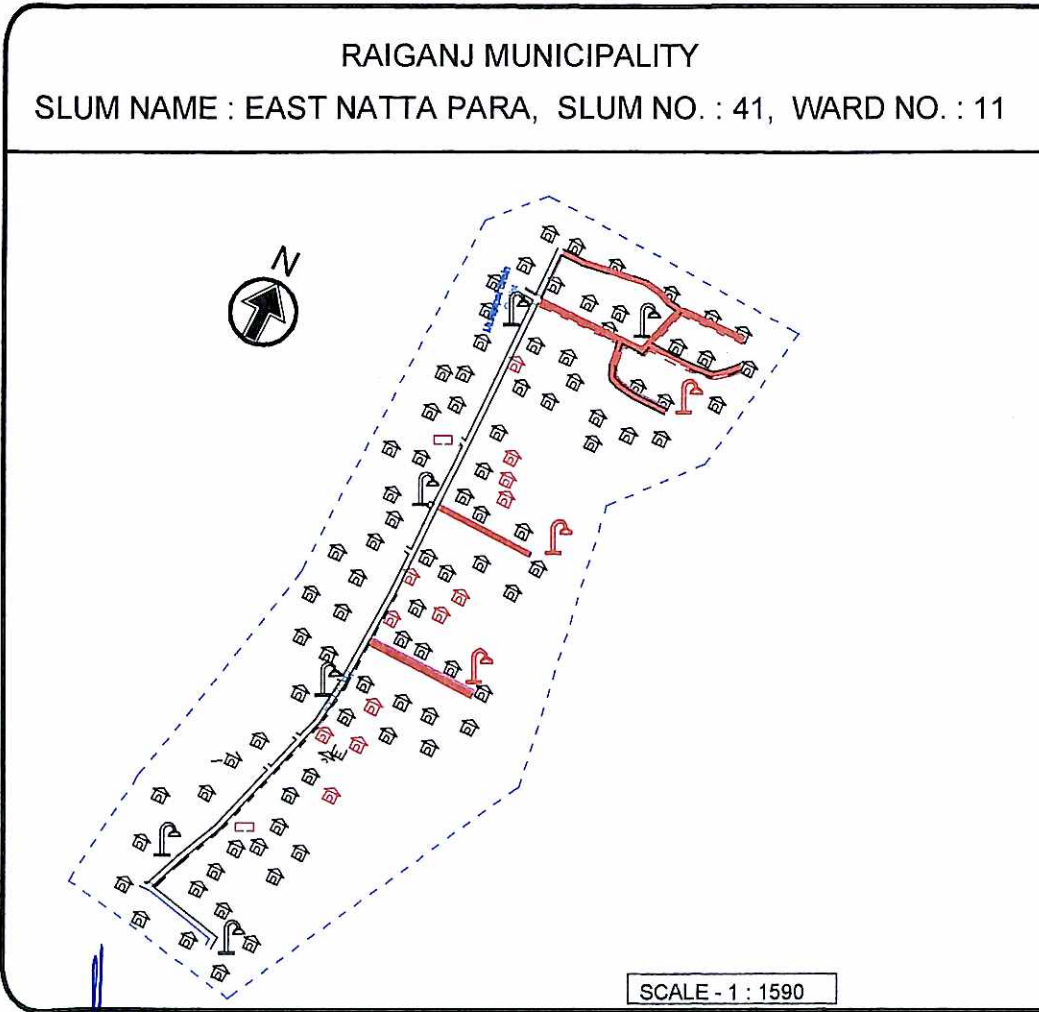 RAIGANJ MUNICIPALITY
SLUM NAME : EAST NATTA PARA, SLUM NO. : 41, WARD NO. : 11
N
SCALE - 1 : 1590